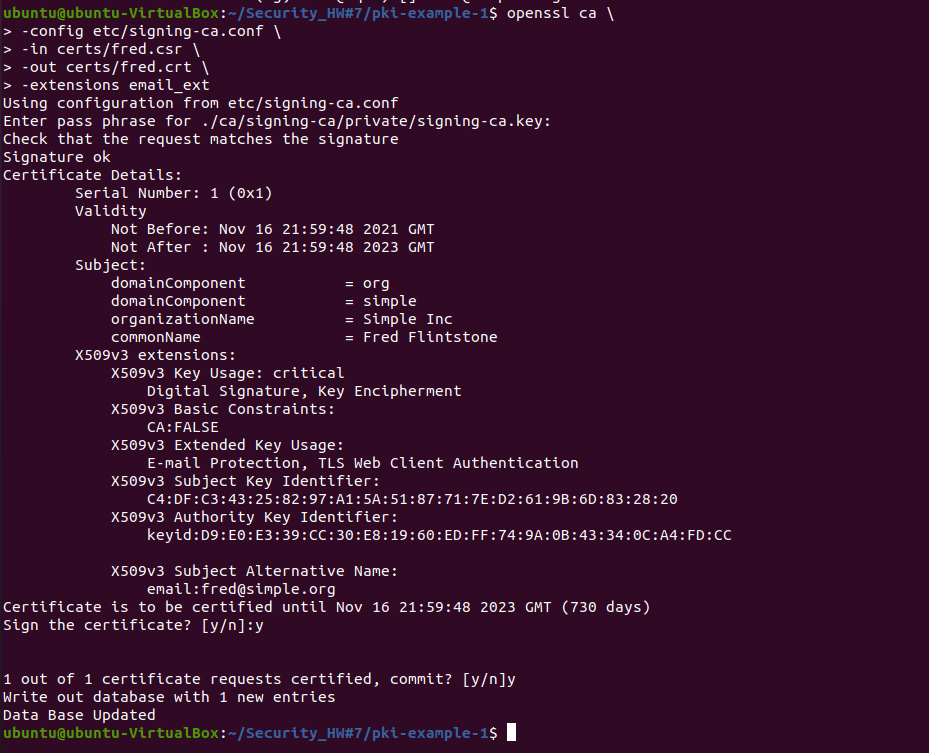 ubuntu@ubuntu-VirtualBox:~/Security_HW#7/pki-example-1$ openssl ca \
> -config etc/signing-ca.conf \
> -in certs/fred.csr \
> -out certs/fred.crt \
> -extensions email_ext
Using configuration from etc/signing-ca.conf
Enter pass phrase for ./ca/signing-ca/private/signing-ca.key:
Check that the request matches the signature
Signature ok
Certificate Details:
        Serial Number: 1 (0x1)
        Validity
            Not Before: Nov 16 21:59:48 2021 GMT
            Not After : Nov 16 21:59:48 2023 GMT
        Subject:
            domainComponent           = org
            domainComponent           = simple
            organizationName          = Simple Inc
            commonName                = Fred Flintstone
        X509v3 extensions:
            X509v3 Key Usage: critical
                Digital Signature, Key Encipherment
            X509v3 Basic Constraints:
                CA:FALSE
            X509v3 Extended Key Usage:
                E-mail Protection, TLS Web Client Authentication
            X509v3 Subject Key Identifier:
                C4:DF:C3:43:25:82:97:A1:5A:51:87:71:7E:D2:61:9B:6D:83:28:20
            X509v3 Authority Key Identifier:
                keyid:D9:E0:E3:39:CC:30:E8:19:60:ED:FF:74:9A:0B:43:34:0C:A4:FD:CC
            X509v3 Subject Alternative Name:
                email:fred@simple.org
Certificate is to be certified until Nov 16 21:59:48 2023 GMT (730 days)
Sign the certificate? [y/n]:y
1 out of 1 certificate requests certified, commit? [y/n]y
Write out database with 1 new entries
Data Base Updated
ubuntu@ubuntu-VirtualBox:~/Security_HW#7/pki-example-1$